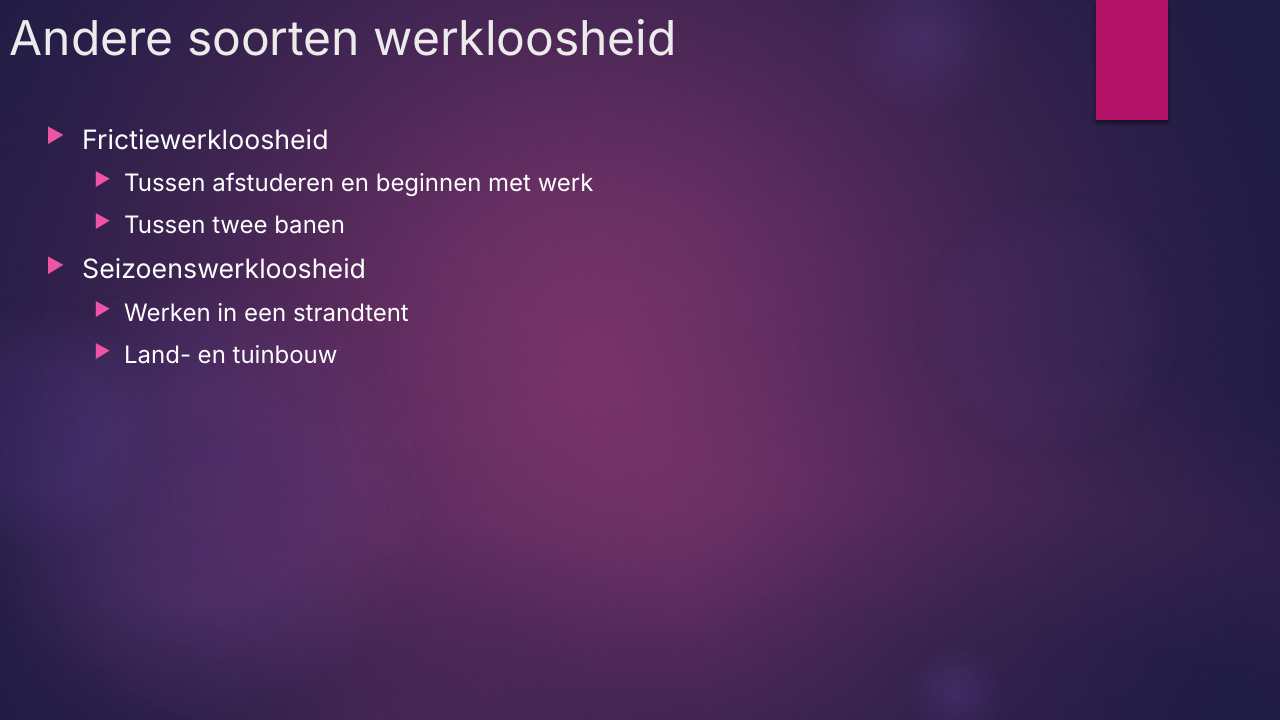 Andere soorten werkloosheid
Frictiewerkloosheid
Tussen afstuderen en beginnen met werk
Tussen twee banen
Seizoenswerkloosheid
Werken in een strandtent
Land- en tuinbouw